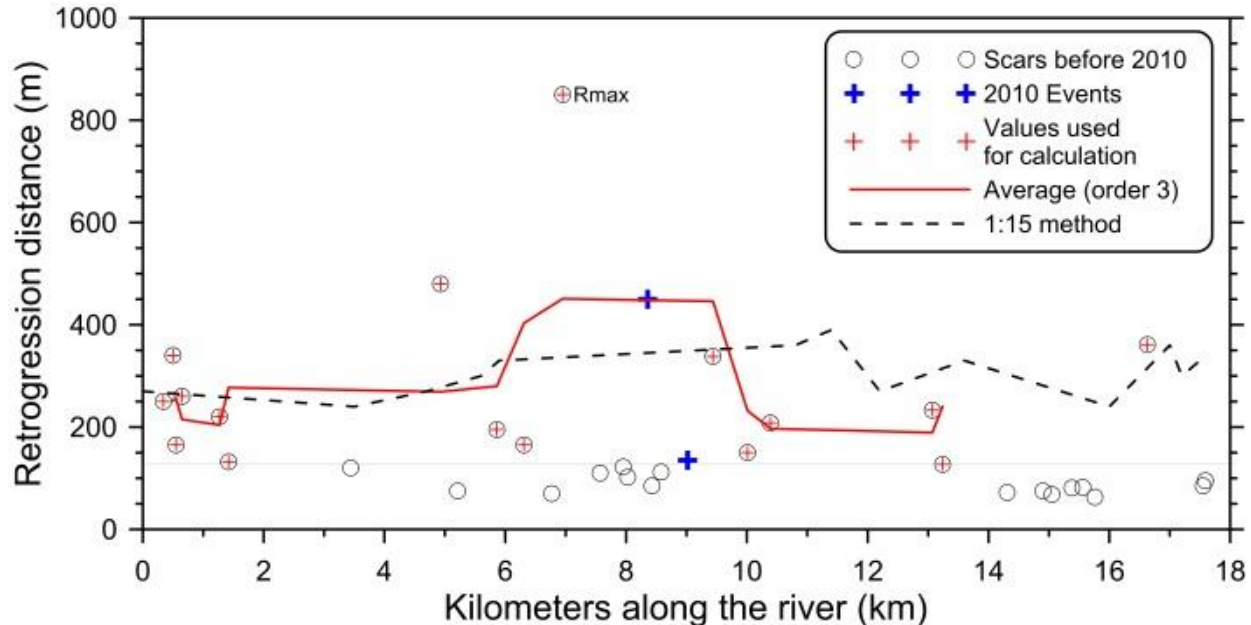 1000
800
600
400
200
0
Retrogression distance (m)
Rmax
Scars before 2010
2010 Events
Values used
for calculation
Average (order 3)
1:15 method
0 2 4 6 8 10 12 14 16 18
Kilometers along the river (km)